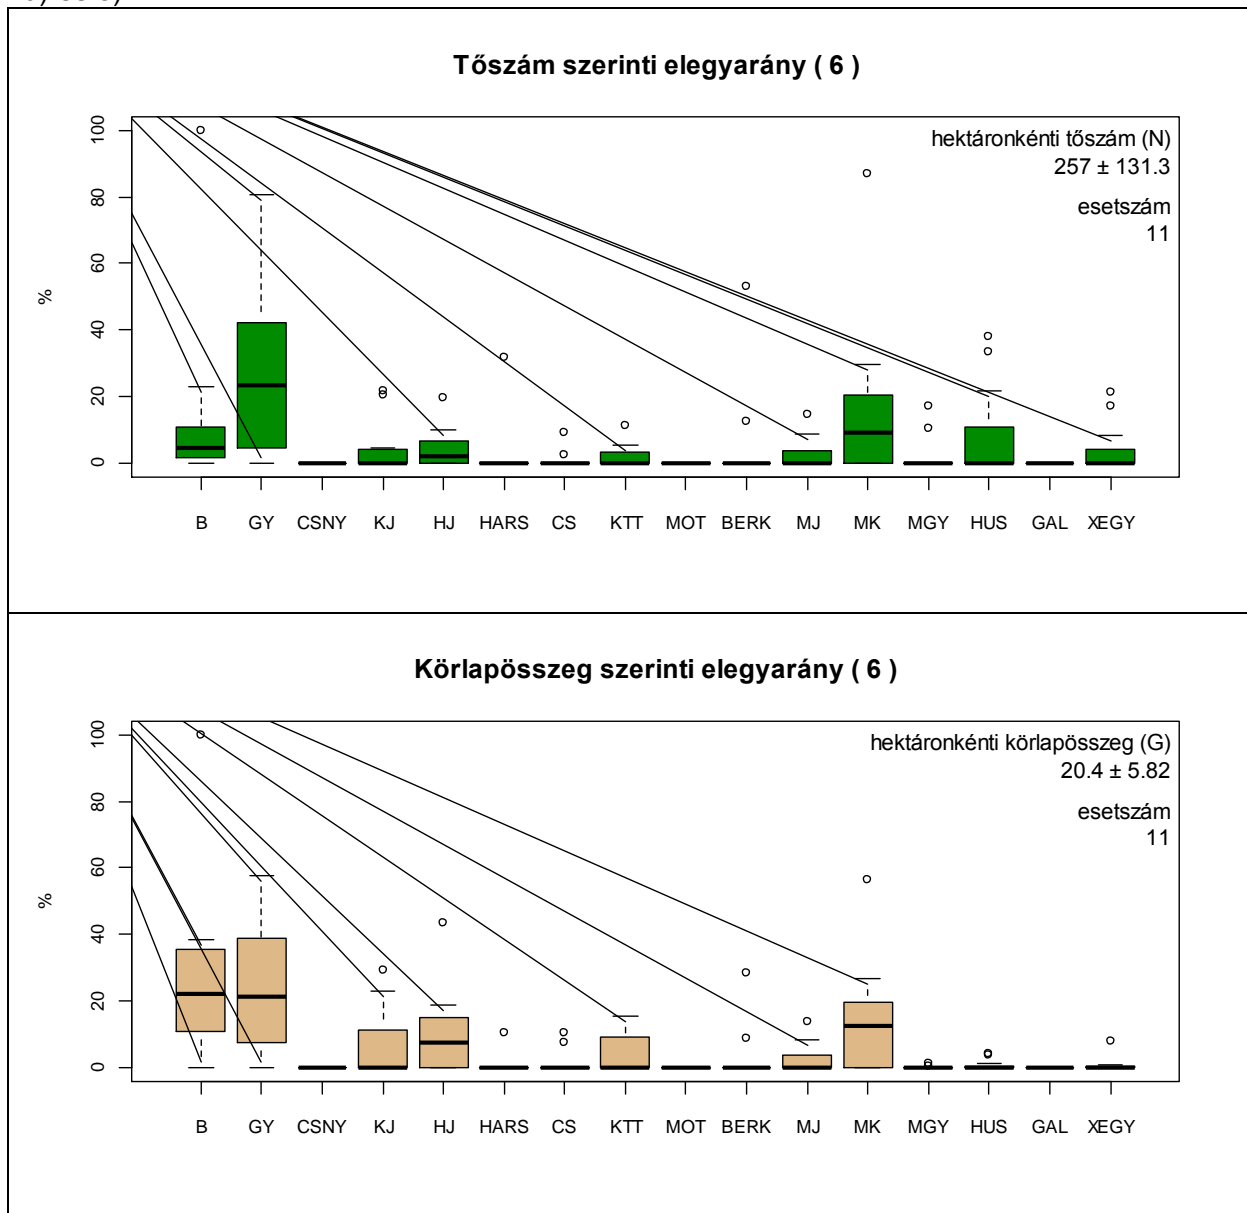 Tőszám szerinti elegyarány ( 6 )
hektáronkénti tőszám (N)
257 ± 131.3
esetszám
11
%
100
80
60
40
20
0
B GY CSNY KJ HJ HARS CS KTT MOT BERK MJ MK MGY HUS GAL XEGY
Körlapösszeg szerinti elegyarány ( 6 )
hektáronkénti körlapösszeg (G)
20.4 ± 5.82
esetszám
11
%
100
80
60
40
20
0
B GY CSNY KJ HJ HARS CS KTT MOT BERK MJ MK MGY HUS GAL XEGY